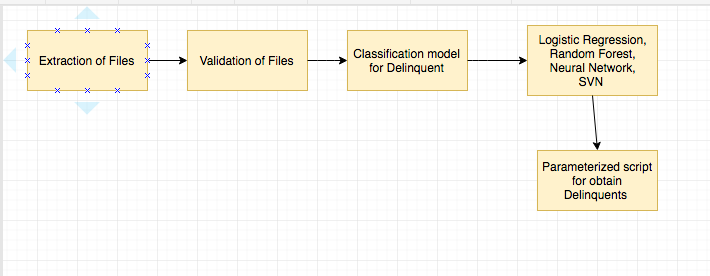 Extraction of Files
Validation of Files
Classification model
for Delinquent
Logistic Regression,
Random Forest,
Neural Network,
SVN
Parameterized script
for obtain
Delinquents